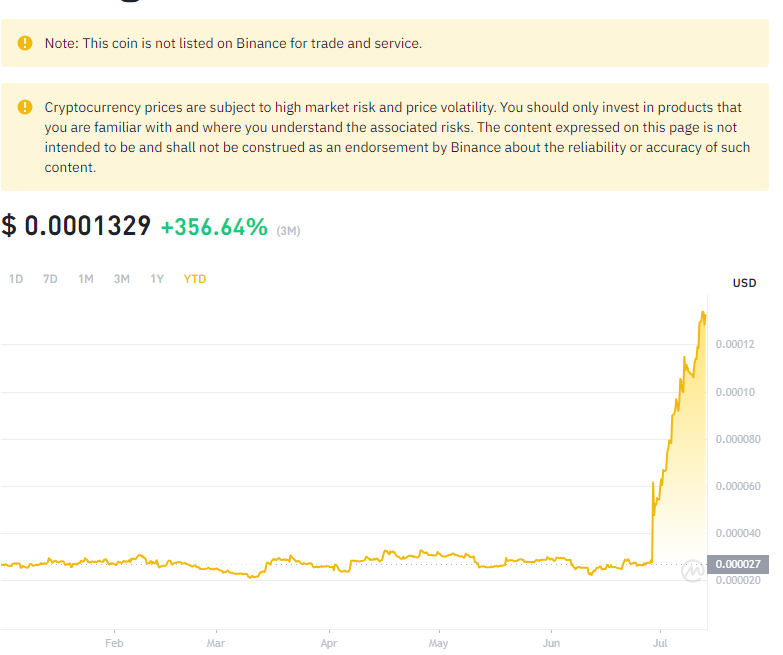 Note: This coin is not listed on Binance for trade and service.
Cryptocurrency prices are subject to high market risk and price volatility. You should only invest in products that
you are familiar with and where you understand the associated risks. The content expressed on this page is not
intended to be and shall not be construed as an endorsement by Binance about the reliability or accuracy of such
content.
$ 0.0001329 +356.64% (3M)
1D 7D 1M 3M 1Y YTD
USD
0.00012
0.00010
0.000080
0.000060
0.000040
0.000027
0.000020
Feb Mar Apr May Jun Jul